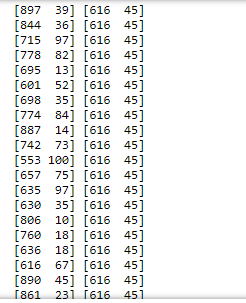 [897  39] [616  45]
[844  36] [616  45]
[715  97] [616  45]
[778  82] [616  45]
[695  13] [616  45]
[601  52] [616  45]
[698  35] [616  45]
[774  84] [616  45]
[887  14] [616  45]
[742  73] [616  45]
[553 100] [616  45]
[657  75] [616  45]
[635  97] [616  45]
[630  35] [616  45]
[806  10] [616  45]
[760  18] [616  45]
[636  18] [616  45]
[616  67] [616  45]
[890  45] [616  45]
[861  23] [616  45]